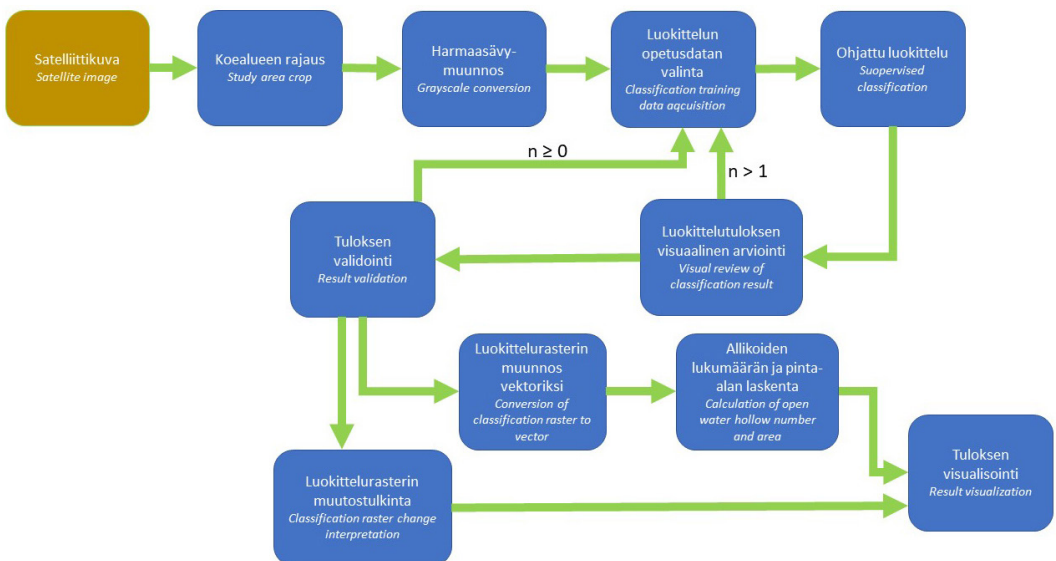 Satelliittikuva
Satellite image
Koealueen rajaus
Study area crop
Harmaasävy-
muunnos
Grayscale conversion
Luokittelun
opetusdatan
valinta
Classification training
data aqcuisition
Ohjattu luokittelu
Suopervised
classification
n ≥ 0
n > 1
Tuloksen
validointi
Result validation
Luokittelutuloksen
visuaalinen arviointi
Visual review of
classification result
Luokittelurasterin
muunnos
vektoriksi
Conversion of
classification raster to
vector
Allikoiden
lukumäärän ja pinta-
alan laskenta
Calculation of open
water hollow number
and area
Luokittelurasterin
muutostulkinta
Classification raster change
interpretation
Tuloksen
visualisointi
Result visualization